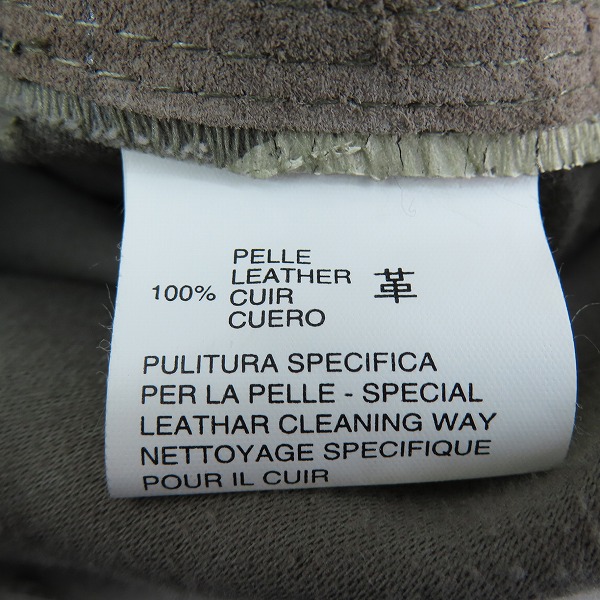 PELLE
LEATHER
100% CUIR 革
CUERO
PULITURA SPECIFICA
PER LA PELLE - SPECIAL
LEATHAR CLEANING WAY
NETTOYAGE SPECIFIQUE
POUR IL CUIR